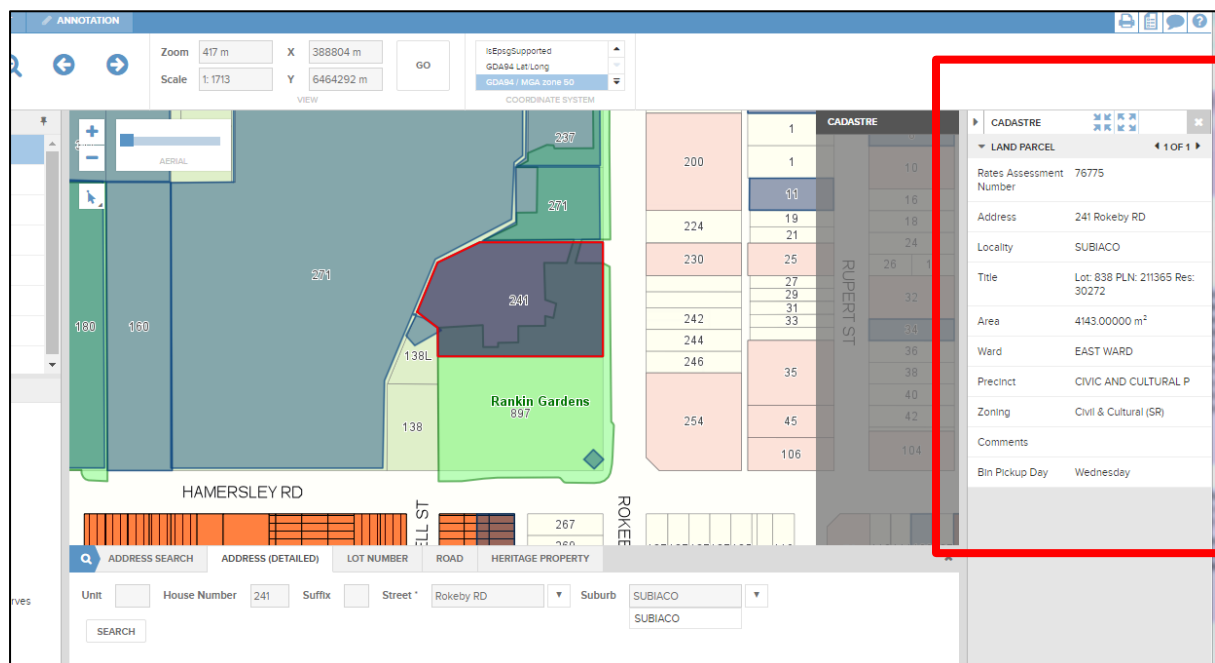 ANNOTATION
Zoom 417 m X 388804 m
Scale 1: 1713 Y 6464292 m
GO
VIEW
IsEpsgSupported
GDA94 Lat/Long
GDA94 / MGA zone 50
COORDINATE SYSTEM
AERIAL
237
271
271
241
180
160
138L
138
Rankin Gardens
897
HAMERSLEY RD
ELL ST
ROKEB
267
200
224
230
242
244
246
254
1
1
11
19
21
25
27
29
31
33
35
45
106
CADASTRE
10
16
18
24
26 1
32
34
36
38
40
42
104
RUPERT ST
CADASTRE
LAND PARCEL 1 OF 1
Rates Assessment Number 76775
Address 241 Rokeby RD
Locality SUBIACO
Title Lot: 838 PLN: 211365 Res:
30272
Area 4143.00000 m²
Ward EAST WARD
Precinct CIVIC AND CULTURAL P
Zoning Civil & Cultural (SR)
Comments
Bin Pickup Day Wednesday
ADDRESS SEARCH ADDRESS (DETAILED) LOT NUMBER ROAD HERITAGE PROPERTY
rves
Unit House Number 241 Suffix Street * Rokeby RD Suburb SUBIACO
SUBIACO
SEARCH